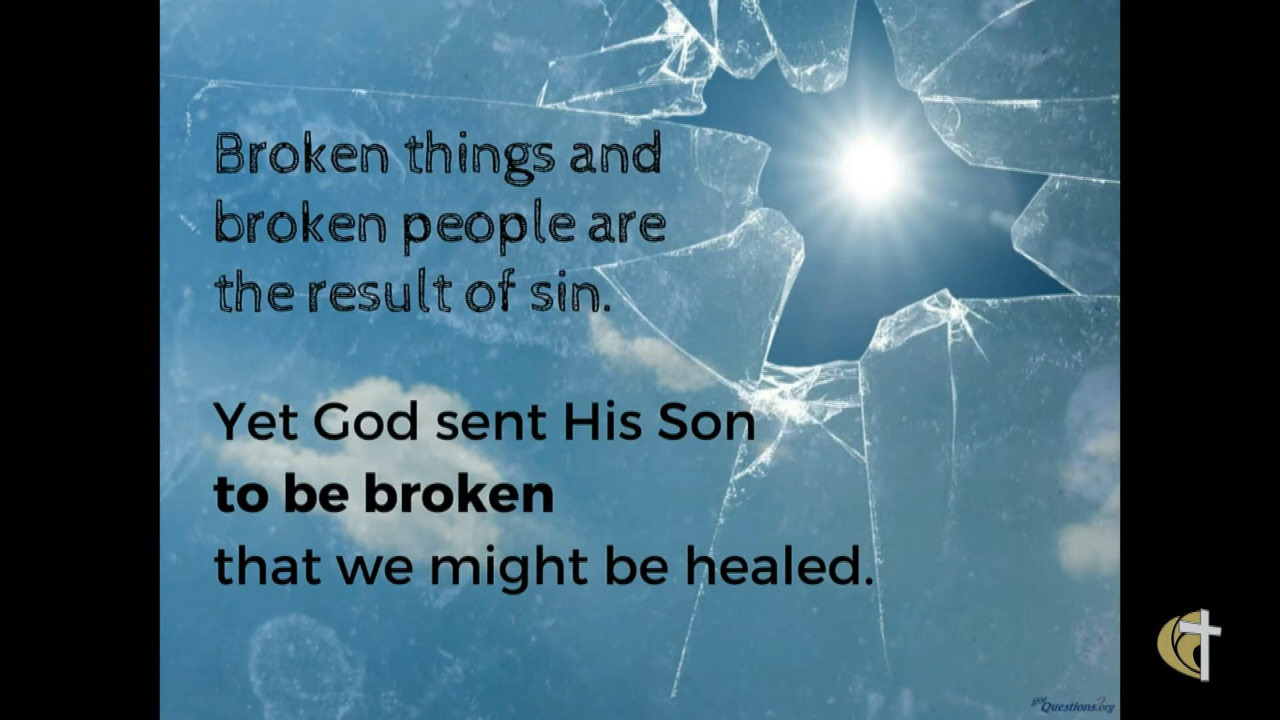 Broken things and
broken people are
the result of sin.
Yet God sent His Son
to be broken
that we might be healed.
gotQuestions?.org